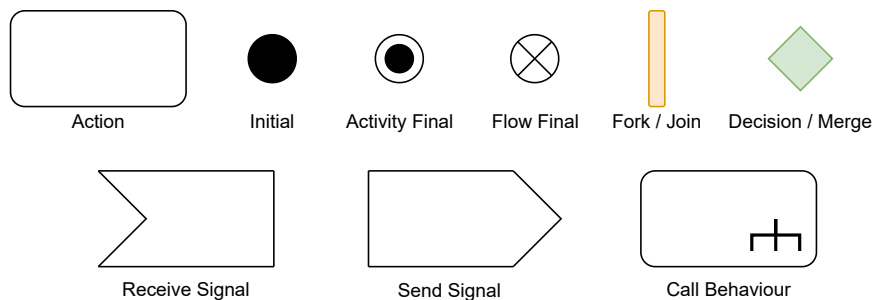 Action
Initial
Activity Final
Flow Final
Fork / Join
Decision / Merge
Receive Signal
Send Signal
Call Behaviour